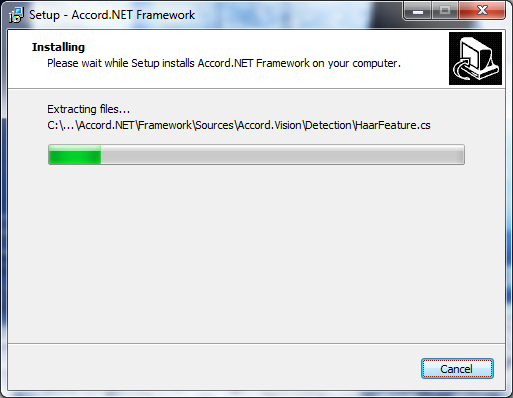 Setup - Accord.NET Framework
Installing
Please wait while Setup installs Accord.NET Framework on your computer.
Extracting files...
C:\...\Accord.NET\Framework\Sources\Accord.Vision\Detection\HaarFeature.cs
Cancel